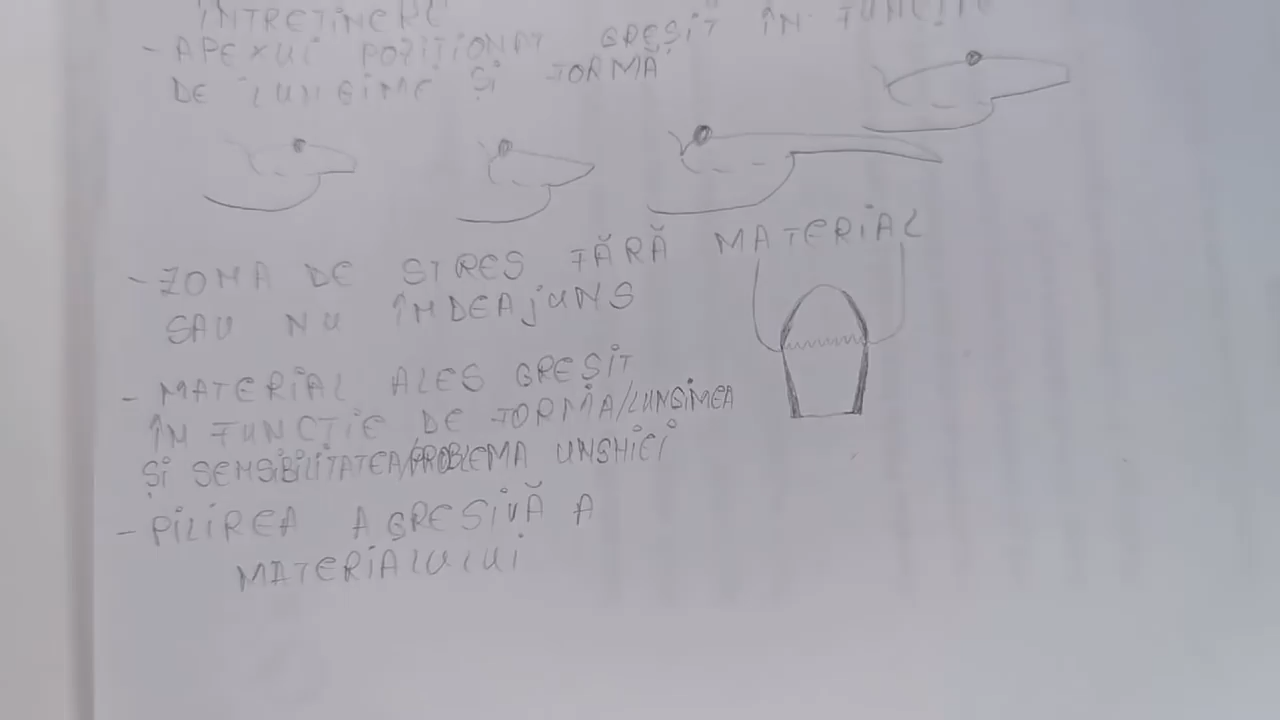 ÎNTREȚINERE
- APEXUL POZIȚIONAT GREȘIT ÎN FUNCȚIE
DE LUNGIME ȘI FORMĂ
- ZONA DE STRES FĂRĂ MATERIAL
SAU NU ÎNDEAJUNS
- MATERIAL ALES GREȘIT
ÎN FUNCȚIE DE FORMA/LUNGIMEA
ȘI SENSIBILITATEA/PROBLEMA UNGHIEI
- PILIREA AGRESIVĂ A
MATERIALULUI